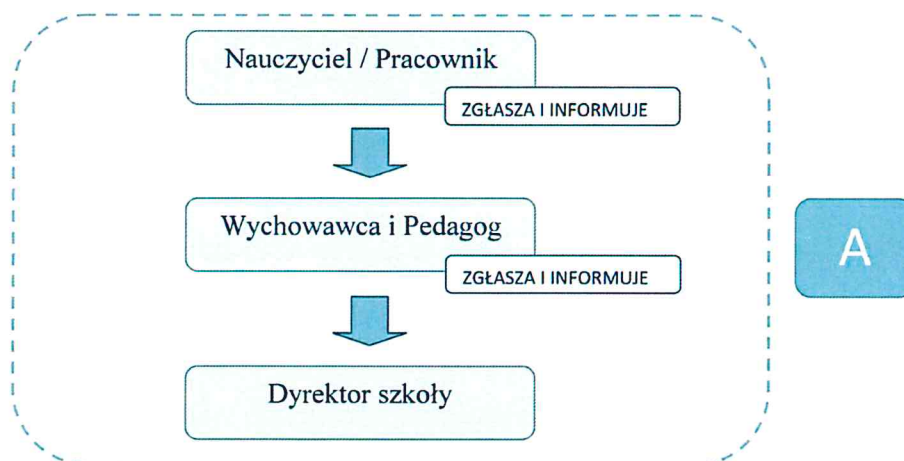 Nauczyciel / Pracownik
ZGŁASZA I INFORMUJE
Wychowawca i Pedagog
ZGŁASZA I INFORMUJE
A
Dyrektor szkoły